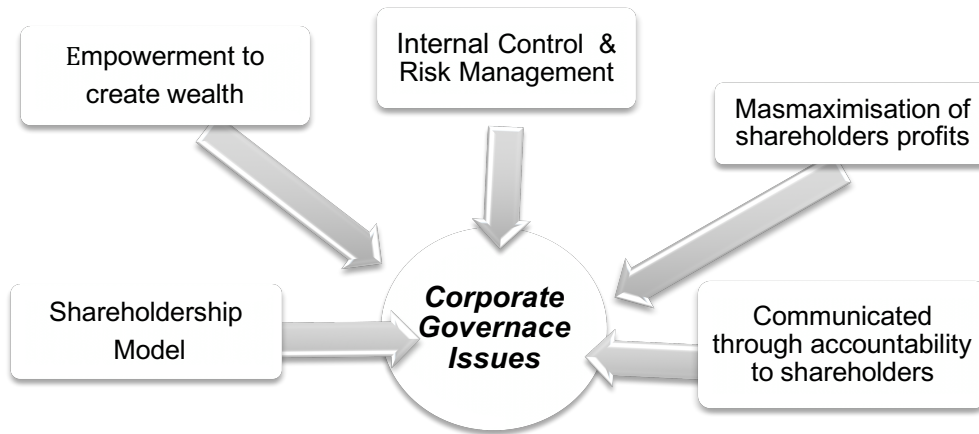 Empowerment to
create wealth
Internal Control &
Risk Management
Masmaximisation of
shareholders profits
Shareholdership
Model
Corporate
Governace
Issues
Communicated
through accountability
to shareholders